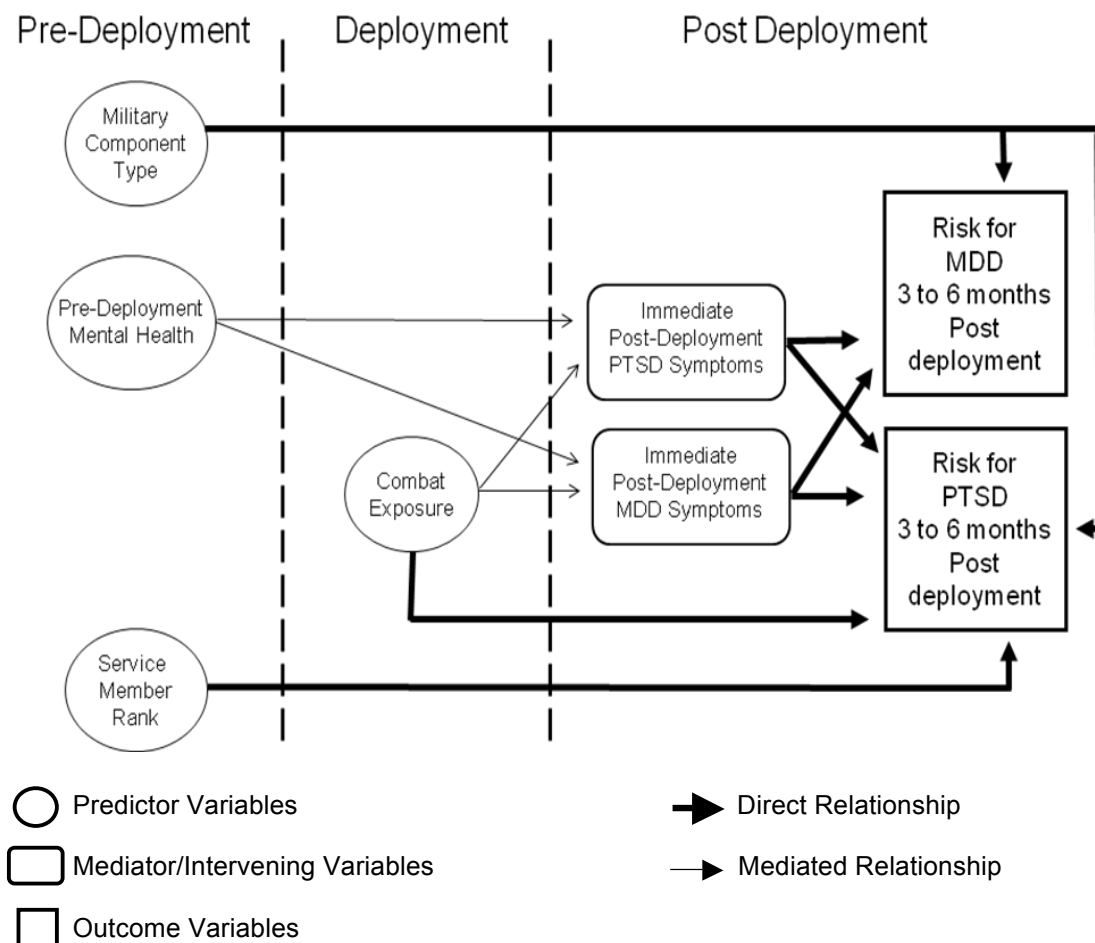 Pre-Deployment
Deployment
Post Deployment
Military
Component
Type
Risk for
MDD
3 to 6 months
Post
deployment
Pre-Deployment
Mental Health
Immediate
Post-Deployment
PTSD Symptoms
Combat
Exposure
Immediate
Post-Deployment
MDD Symptoms
Risk for
PTSD
3 to 6 months
Post
deployment
Service
Member
Rank
Predictor Variables
Direct Relationship
Mediator/Intervening Variables
Mediated Relationship
Outcome Variables